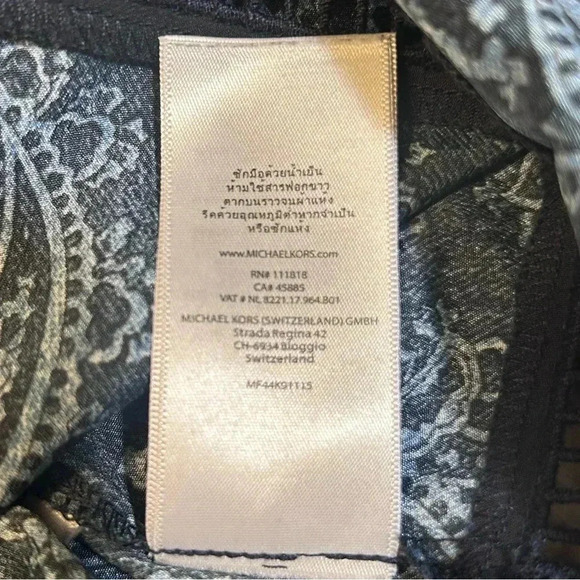 ซักมือด้วยน้ำเย็น
ห้ามใช้สารฟอกขาว
ตากบนราวจนผ้าแห้ง
รีดด้วยอุณหภูมิต่ำหากจำเป็น
หรือซักแห้ง
www.MICHAELKORS.com
RN# 111818
CA# 45885
VAT # NL 8221.17.964.B01
MICHAEL KORS (SWITZERLAND) GMBH
Strada Regina 42
CH-6934 Bioggio
Switzerland
MF44K91115